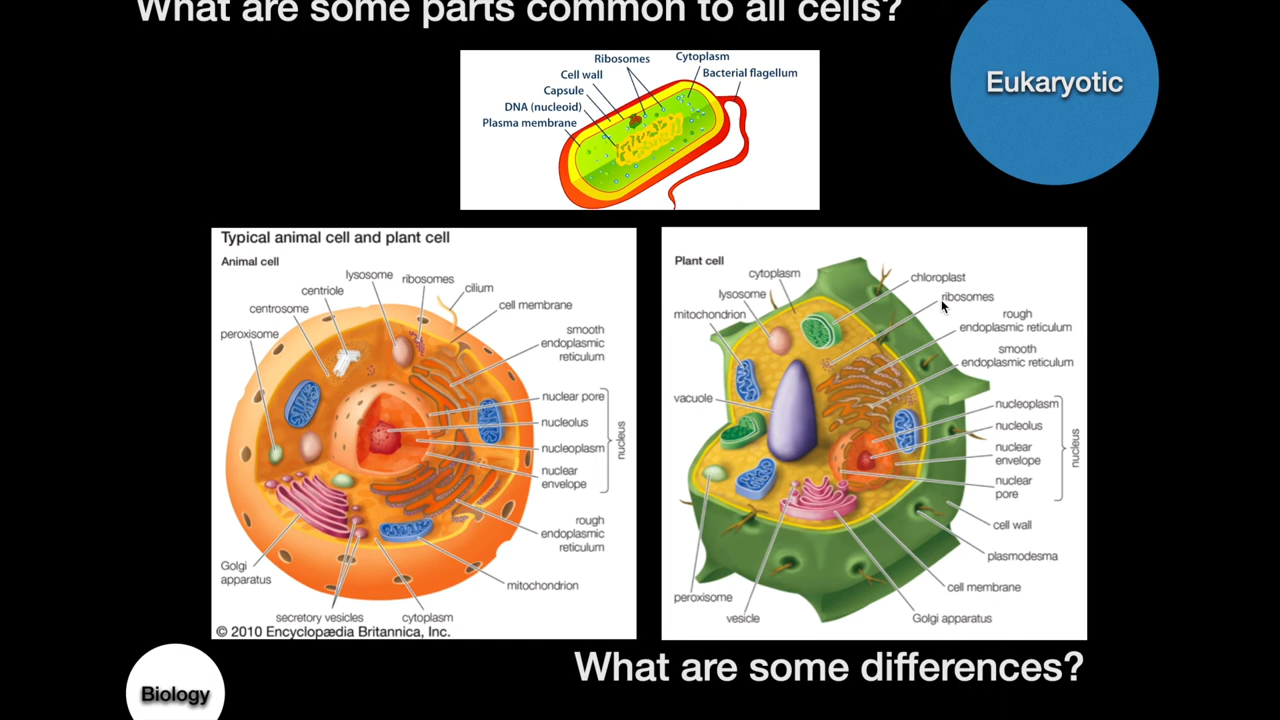 What are some parts common to all cells?
Eukaryotic
Ribosomes
Cytoplasm
Cell wall
Bacterial flagellum
Capsule
DNA (nucleoid)
Plasma membrane
Typical animal cell and plant cell
Animal cell
lysosome
ribosomes
centriole
cilium
centrosome
cell membrane
peroxisome
smooth
endoplasmic
reticulum
nuclear pore
nucleolus
nucleoplasm
nuclear
envelope
nucleus
rough
endoplasmic
reticulum
Golgi
apparatus
mitochondrion
secretory vesicles
cytoplasm
© 2010 Encyclopædia Britannica, Inc.
Plant cell
cytoplasm
chloroplast
lysosome
ribosomes
mitochondrion
rough
endoplasmic reticulum
smooth
endoplasmic reticulum
vacuole
nucleoplasm
nucleolus
nuclear
envelope
nuclear
pore
nucleus
cell wall
plasmodesma
cell membrane
peroxisome
vesicle
Golgi apparatus
What are some differences?
Biology